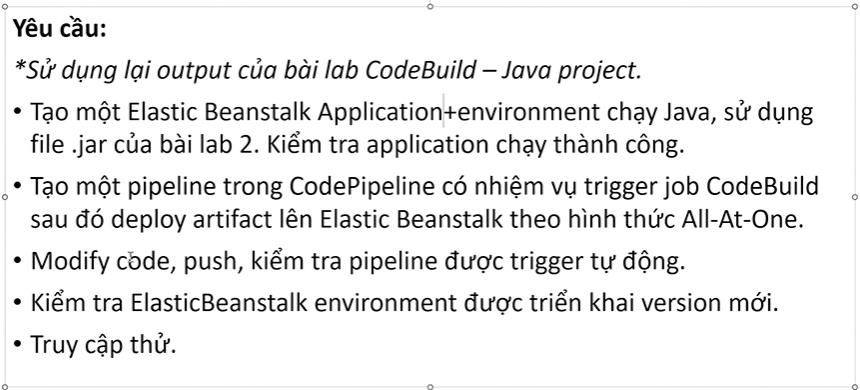 Yêu cầu:
*Sử dụng lại output của bài lab CodeBuild – Java project.
• Tạo một Elastic Beanstalk Application+environment chạy Java, sử dụng
file .jar của bài lab 2. Kiểm tra application chạy thành công.
• Tạo một pipeline trong CodePipeline có nhiệm vụ trigger job CodeBuild
sau đó deploy artifact lên Elastic Beanstalk theo hình thức All-At-One.
• Modify code, push, kiểm tra pipeline được trigger tự động.
• Kiểm tra ElasticBeanstalk environment được triển khai version mới.
• Truy cập thử.